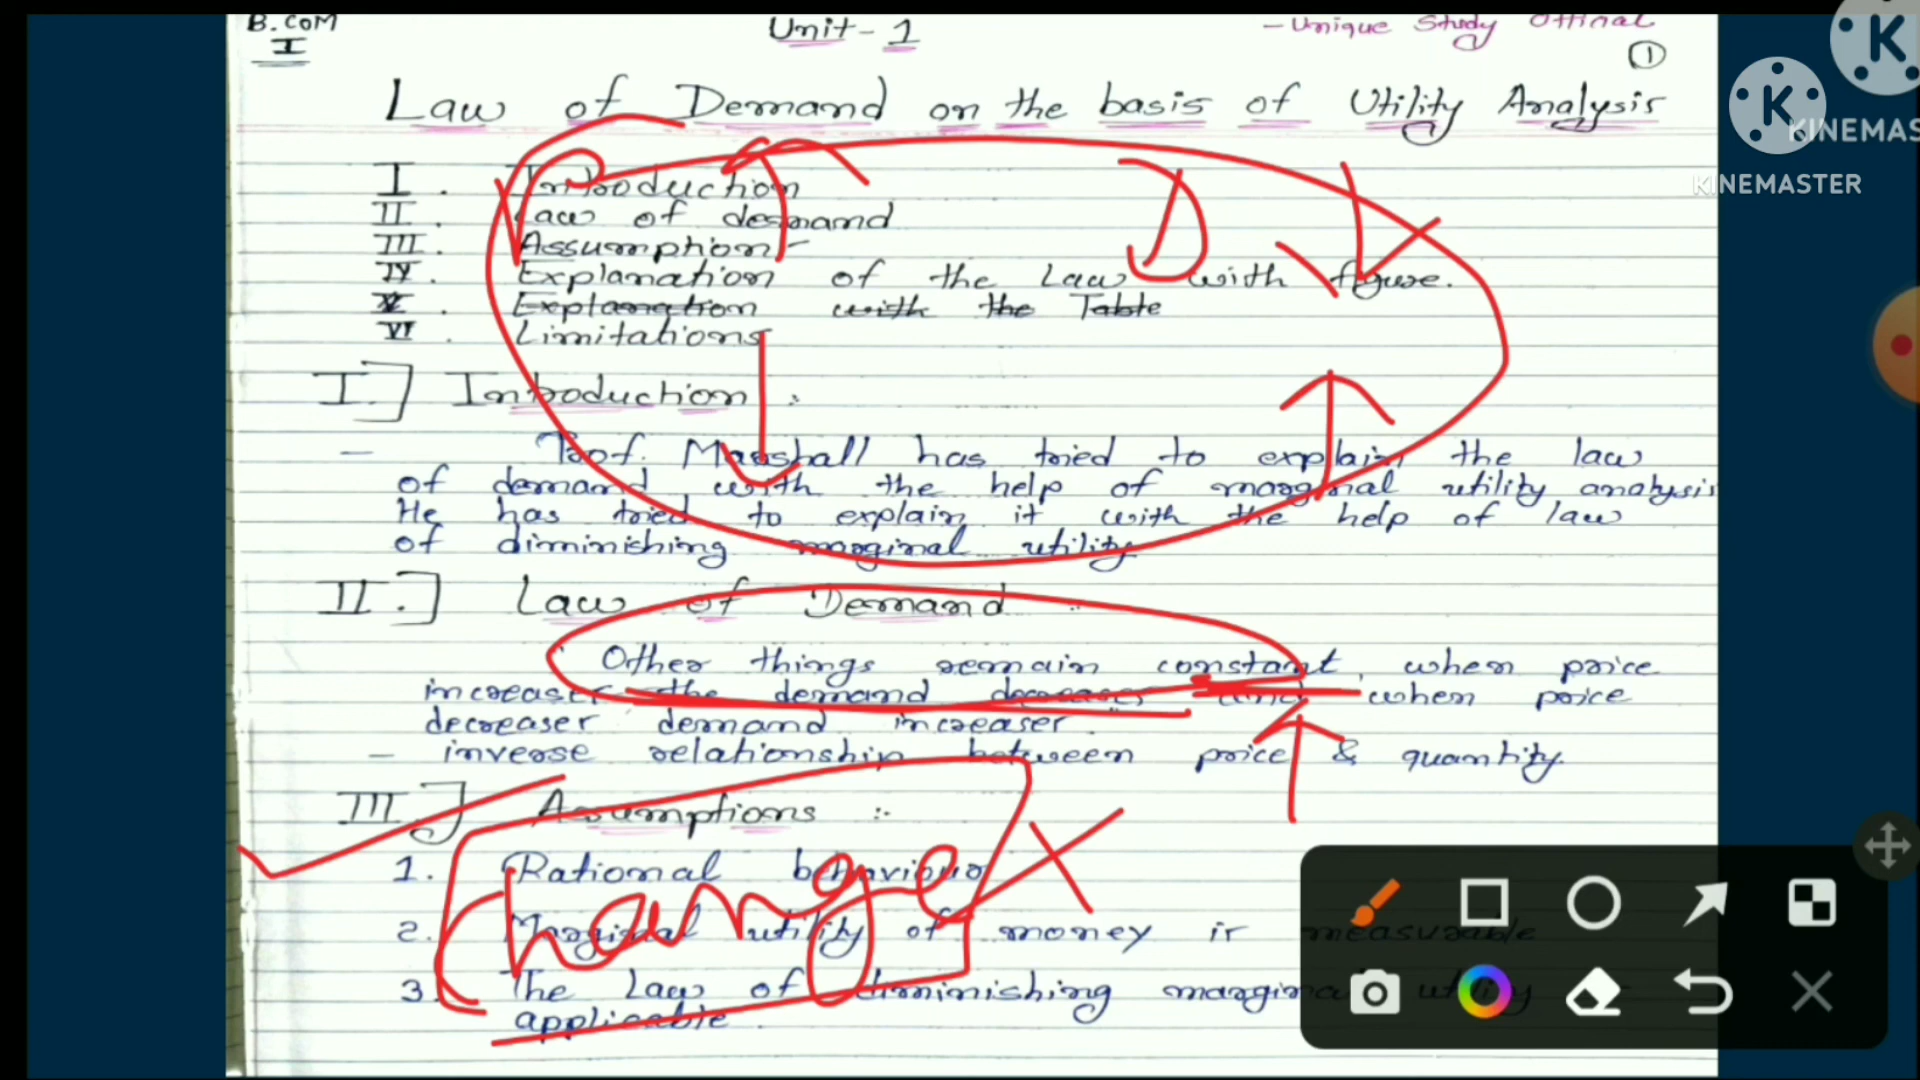 B.COM
I
Unit-1
-Unique Study Offinal
1
Law of Demand on the basis of Utility Analysis
KINEMAS
KINEMASTER
I. Introduction
II. Law of demand
III. Assumption-
IV. Explanation of the Law with figure.
V. Explanation with the Table
VI. Limitations
D
I.] Introduction :
- Prof. Marshall has tried to explain the law
of demand with the help of marginal utility analysis
He has tried to explain it with the help of law
of diminishing marginal utility
II.] Law of Demand :
Other things remain constant, when price
increases the demand decreases and when price
decreases demand increases.
- inverse relationship between price & quantity.
III.] Assumptions :-
1. Rational behaviour
change
2. Marginal utility of money is measurable
3. The Law of diminishing marginal utility
applicable.